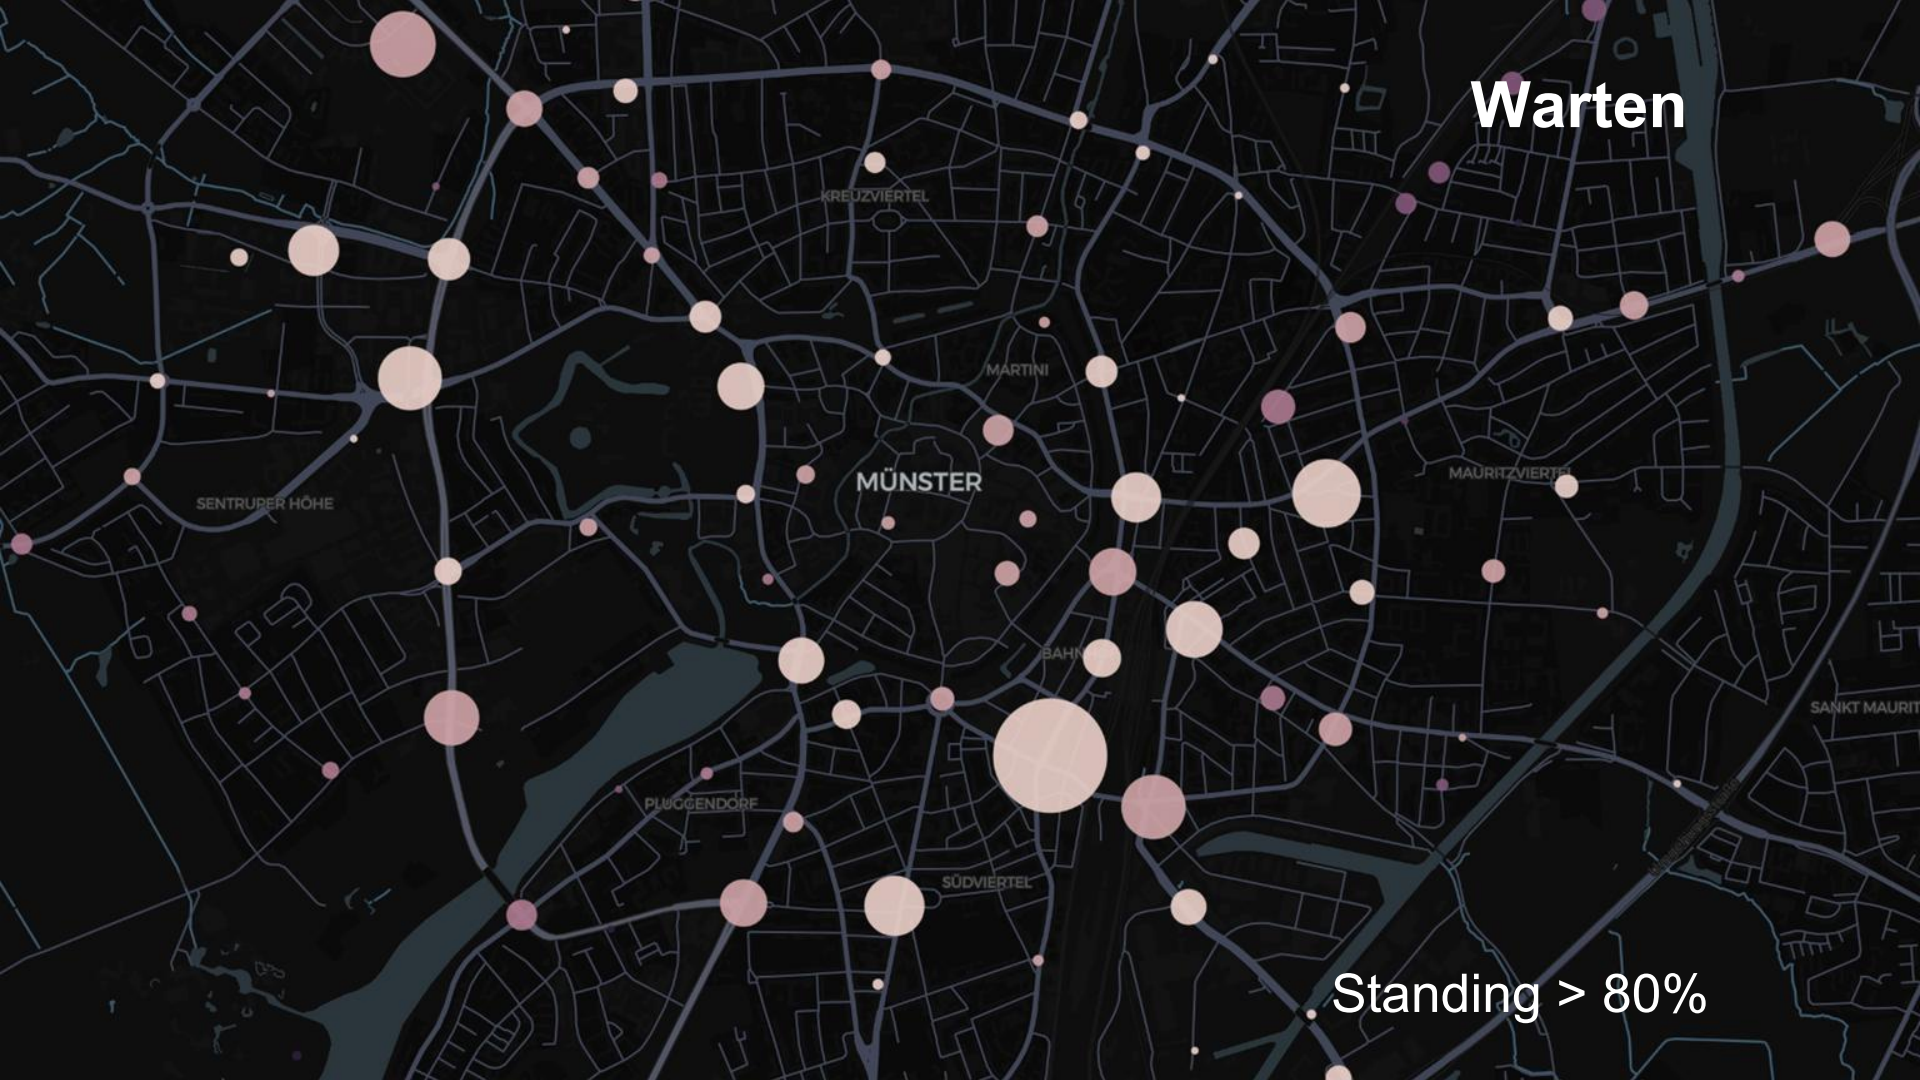 Warten
KREUZVIERTEL
MARTINI
MÜNSTER
MAURITZVIERTEL
SENTRUPER HÖHE
BAHN
SANKT MAURIT
PLUGGENDORF
SÜDVIERTEL
Standing > 80%